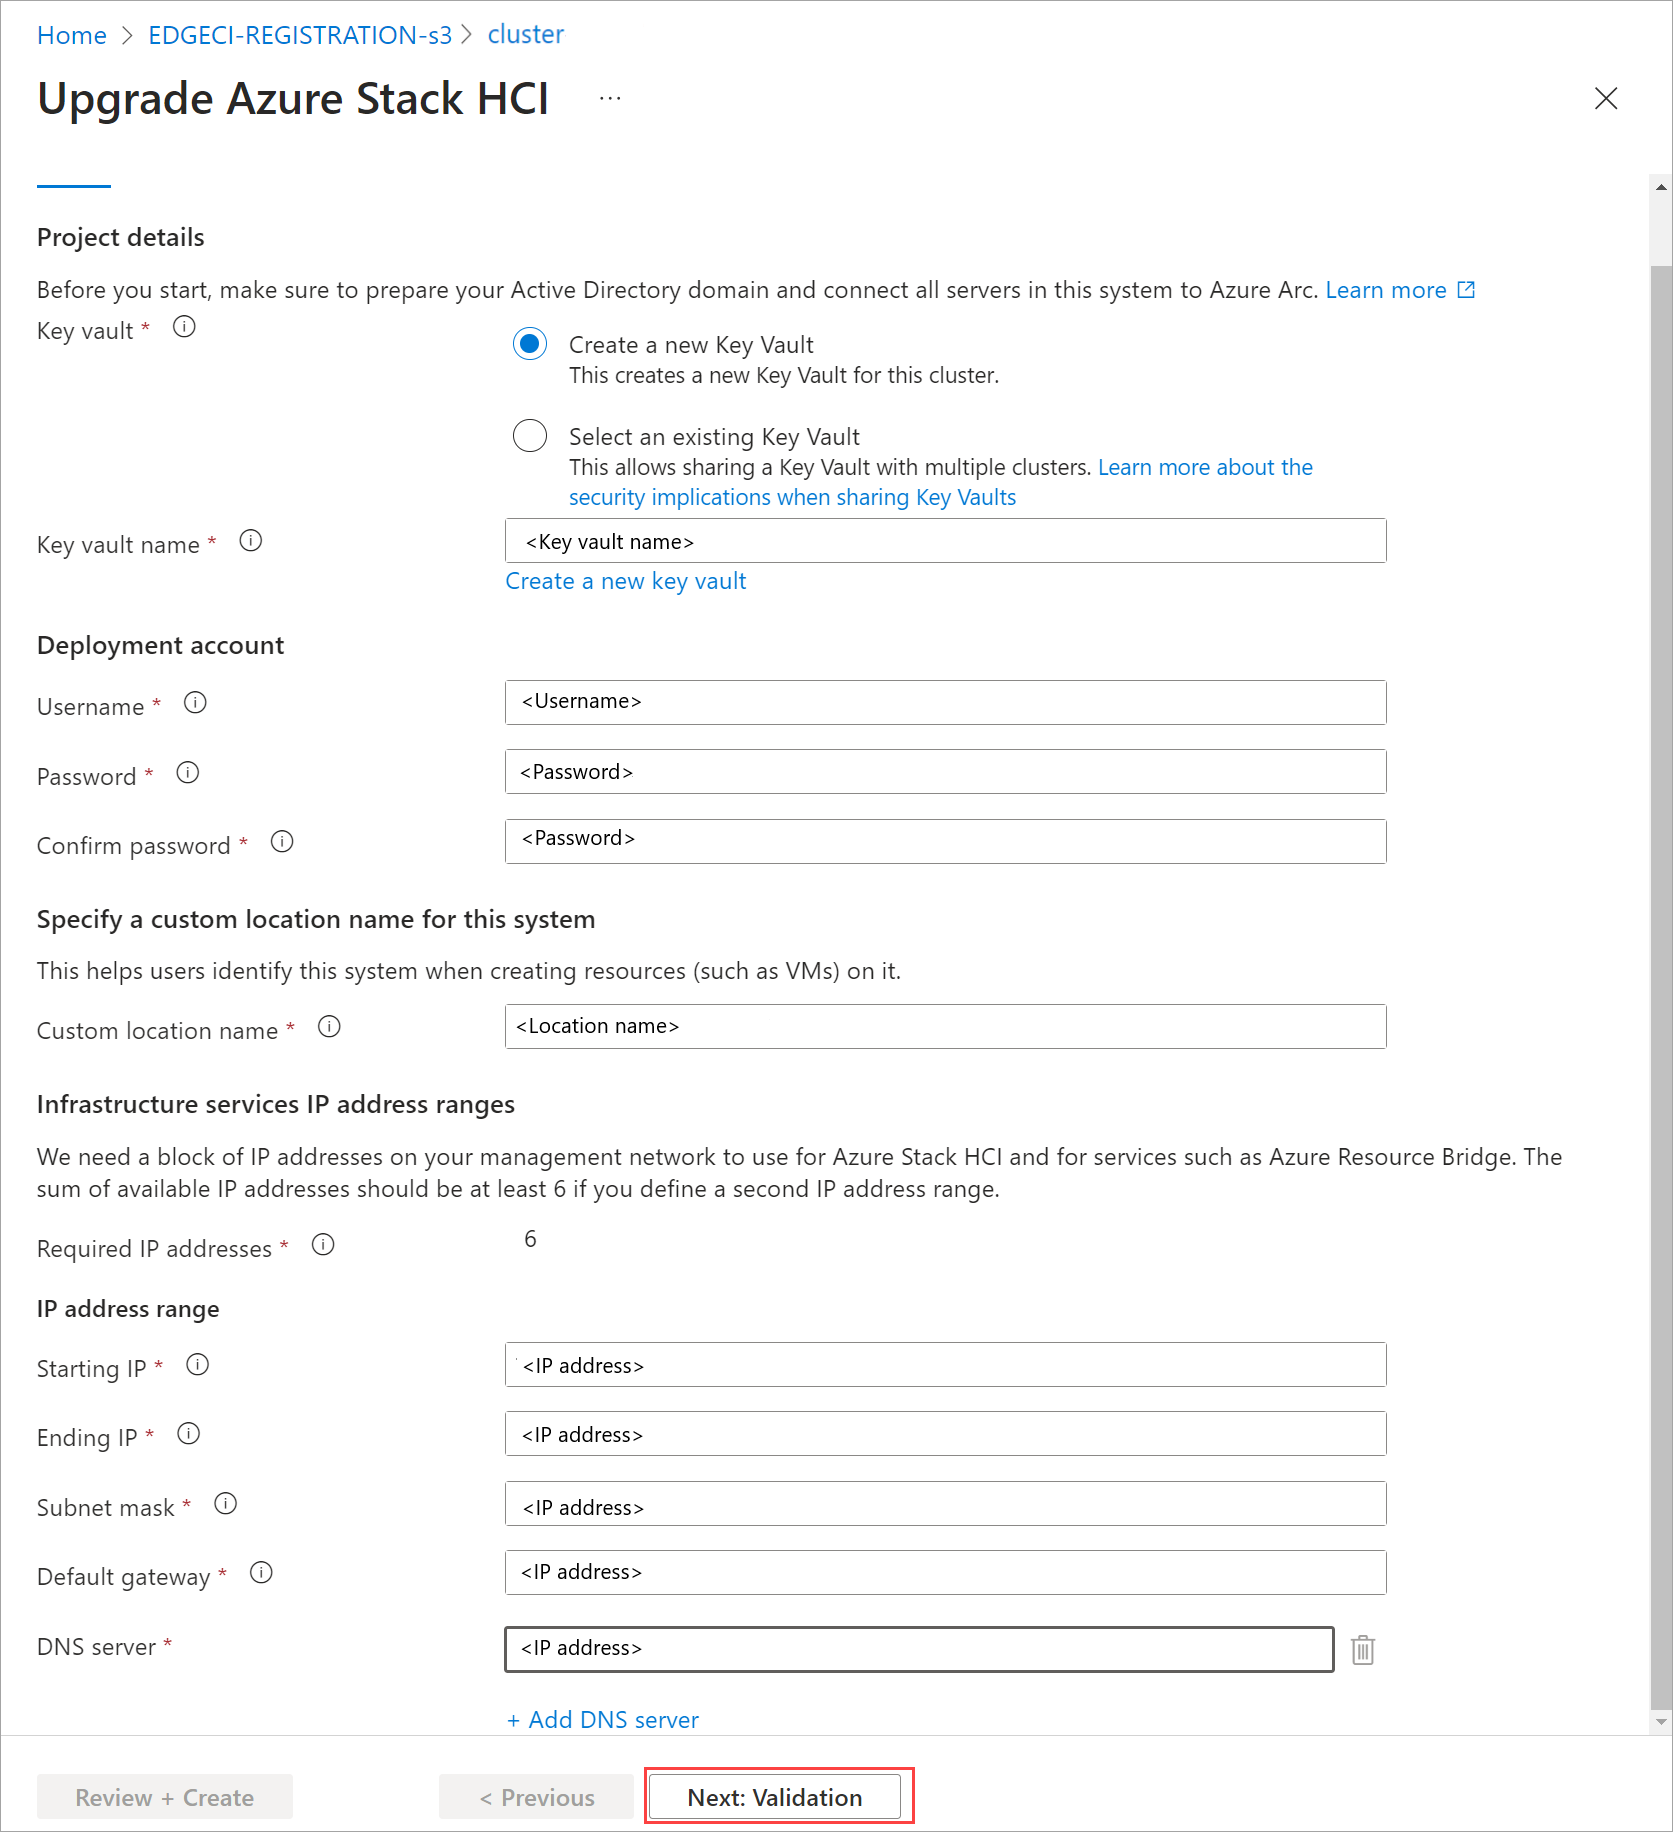 Home > EDGECI-REGISTRATION-s3 > cluster
Upgrade Azure Stack HCI ...
Project details
Before you start, make sure to prepare your Active Directory domain and connect all servers in this system to Azure Arc. Learn more
Key vault *
Create a new Key Vault
This creates a new Key Vault for this cluster.
Select an existing Key Vault
This allows sharing a Key Vault with multiple clusters. Learn more about the
security implications when sharing Key Vaults
Key vault name * <Key vault name>
Create a new key vault
Deployment account
Username * <Username>
Password * <Password>
Confirm password * <Password>
Specify a custom location name for this system
This helps users identify this system when creating resources (such as VMs) on it.
Custom location name * <Location name>
Infrastructure services IP address ranges
We need a block of IP addresses on your management network to use for Azure Stack HCI and for services such as Azure Resource Bridge. The
sum of available IP addresses should be at least 6 if you define a second IP address range.
Required IP addresses * 6
IP address range
Starting IP * <IP address>
Ending IP * <IP address>
Subnet mask * <IP address>
Default gateway * <IP address>
DNS server * <IP address>
+ Add DNS server
Review + Create < Previous Next: Validation